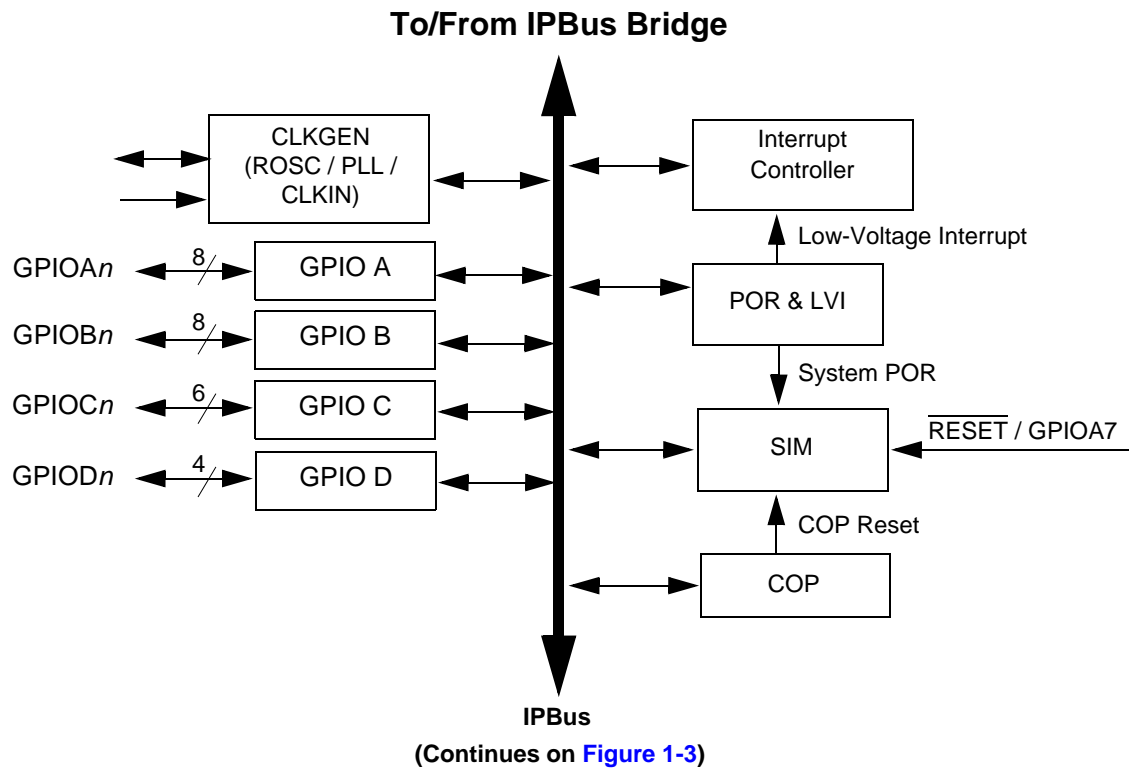 To/From IPBus Bridge
CLKGEN
(ROSC / PLL /
CLKIN)
Interrupt
Controller
Low-Voltage Interrupt
GPIOAn
8
GPIO A
POR & LVI
GPIOBn
8
GPIO B
System POR
GPIOCn
6
GPIO C
SIM
RESET / GPIOA7
GPIODn
4
GPIO D
COP Reset
COP
IPBus
(Continues on Figure 1-3)